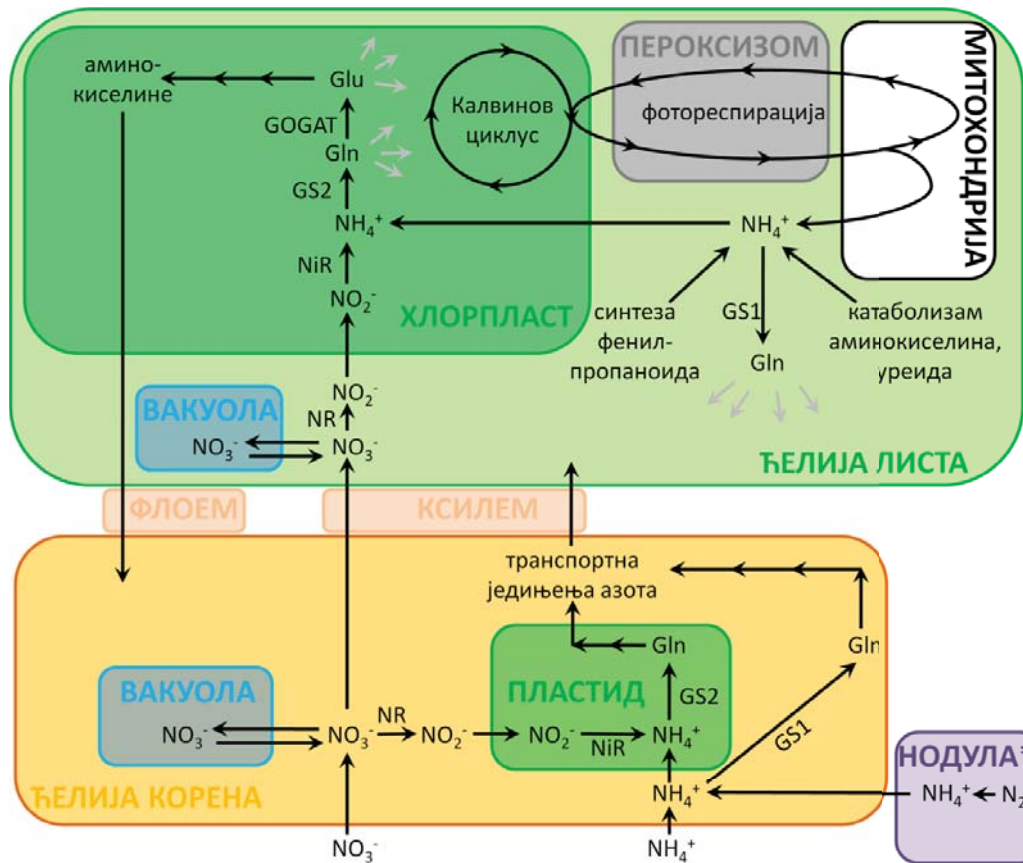 ПЕРОКСИЗОМ
МИТОХОНДРИЈА
амино-
киселине
Glu
GOGAT
Gln
GS2
NH₄⁺
NiR
NO₂⁻
Калвинов
циклус
фотореспирација
NH₄⁺
ХЛОРПЛАСТ
синтеза
фенил-
пропаноида
GS1
Gln
катаболизам
аминокиселина,
уреида
NO₂⁻
NR
ВАКУОЛА
NO₃⁻
NO₃⁻
ЋЕЛИЈА ЛИСТА
ФЛОЕМ
КСИЛЕМ
транспортна
једињења азота
Gln
Gln
ПЛАСТИД
GS2
GS1
ВАКУОЛА
NO₃⁻
NO₃⁻
NR
NO₂⁻
NO₂⁻
NiR
NH₄⁺
НОДУЛА*
ЋЕЛИЈА КОРЕНА
NH₄⁺
NH₄⁺
N₂
NO₃⁻
NH₄⁺